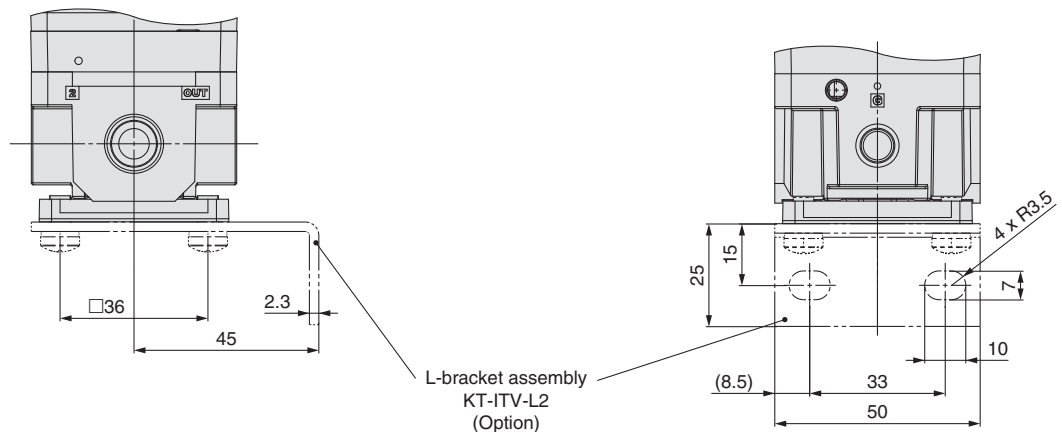 2
OUT
□36
2.3
45
L-bracket assembly
KT-ITV-L2
(Option)
G
4 x R3.5
15
25
7
10
(8.5)
33
50